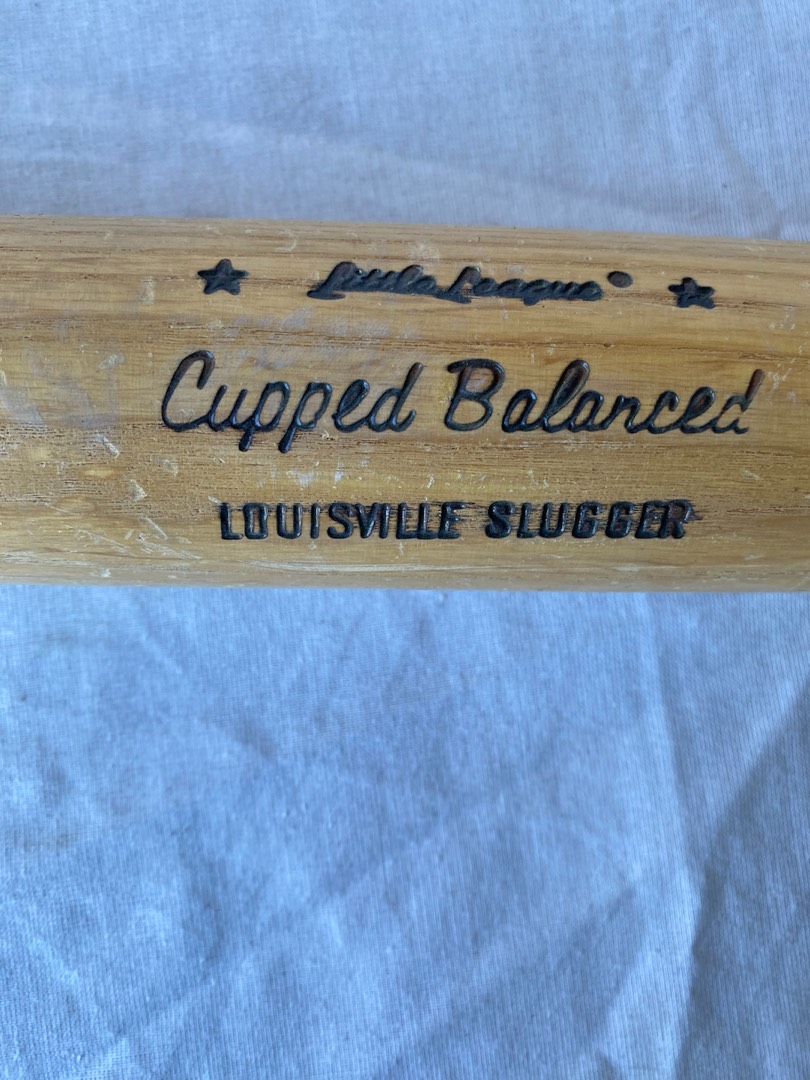 ★ Little League ★
Cupped Balanced
LOUISVILLE SLUGGER